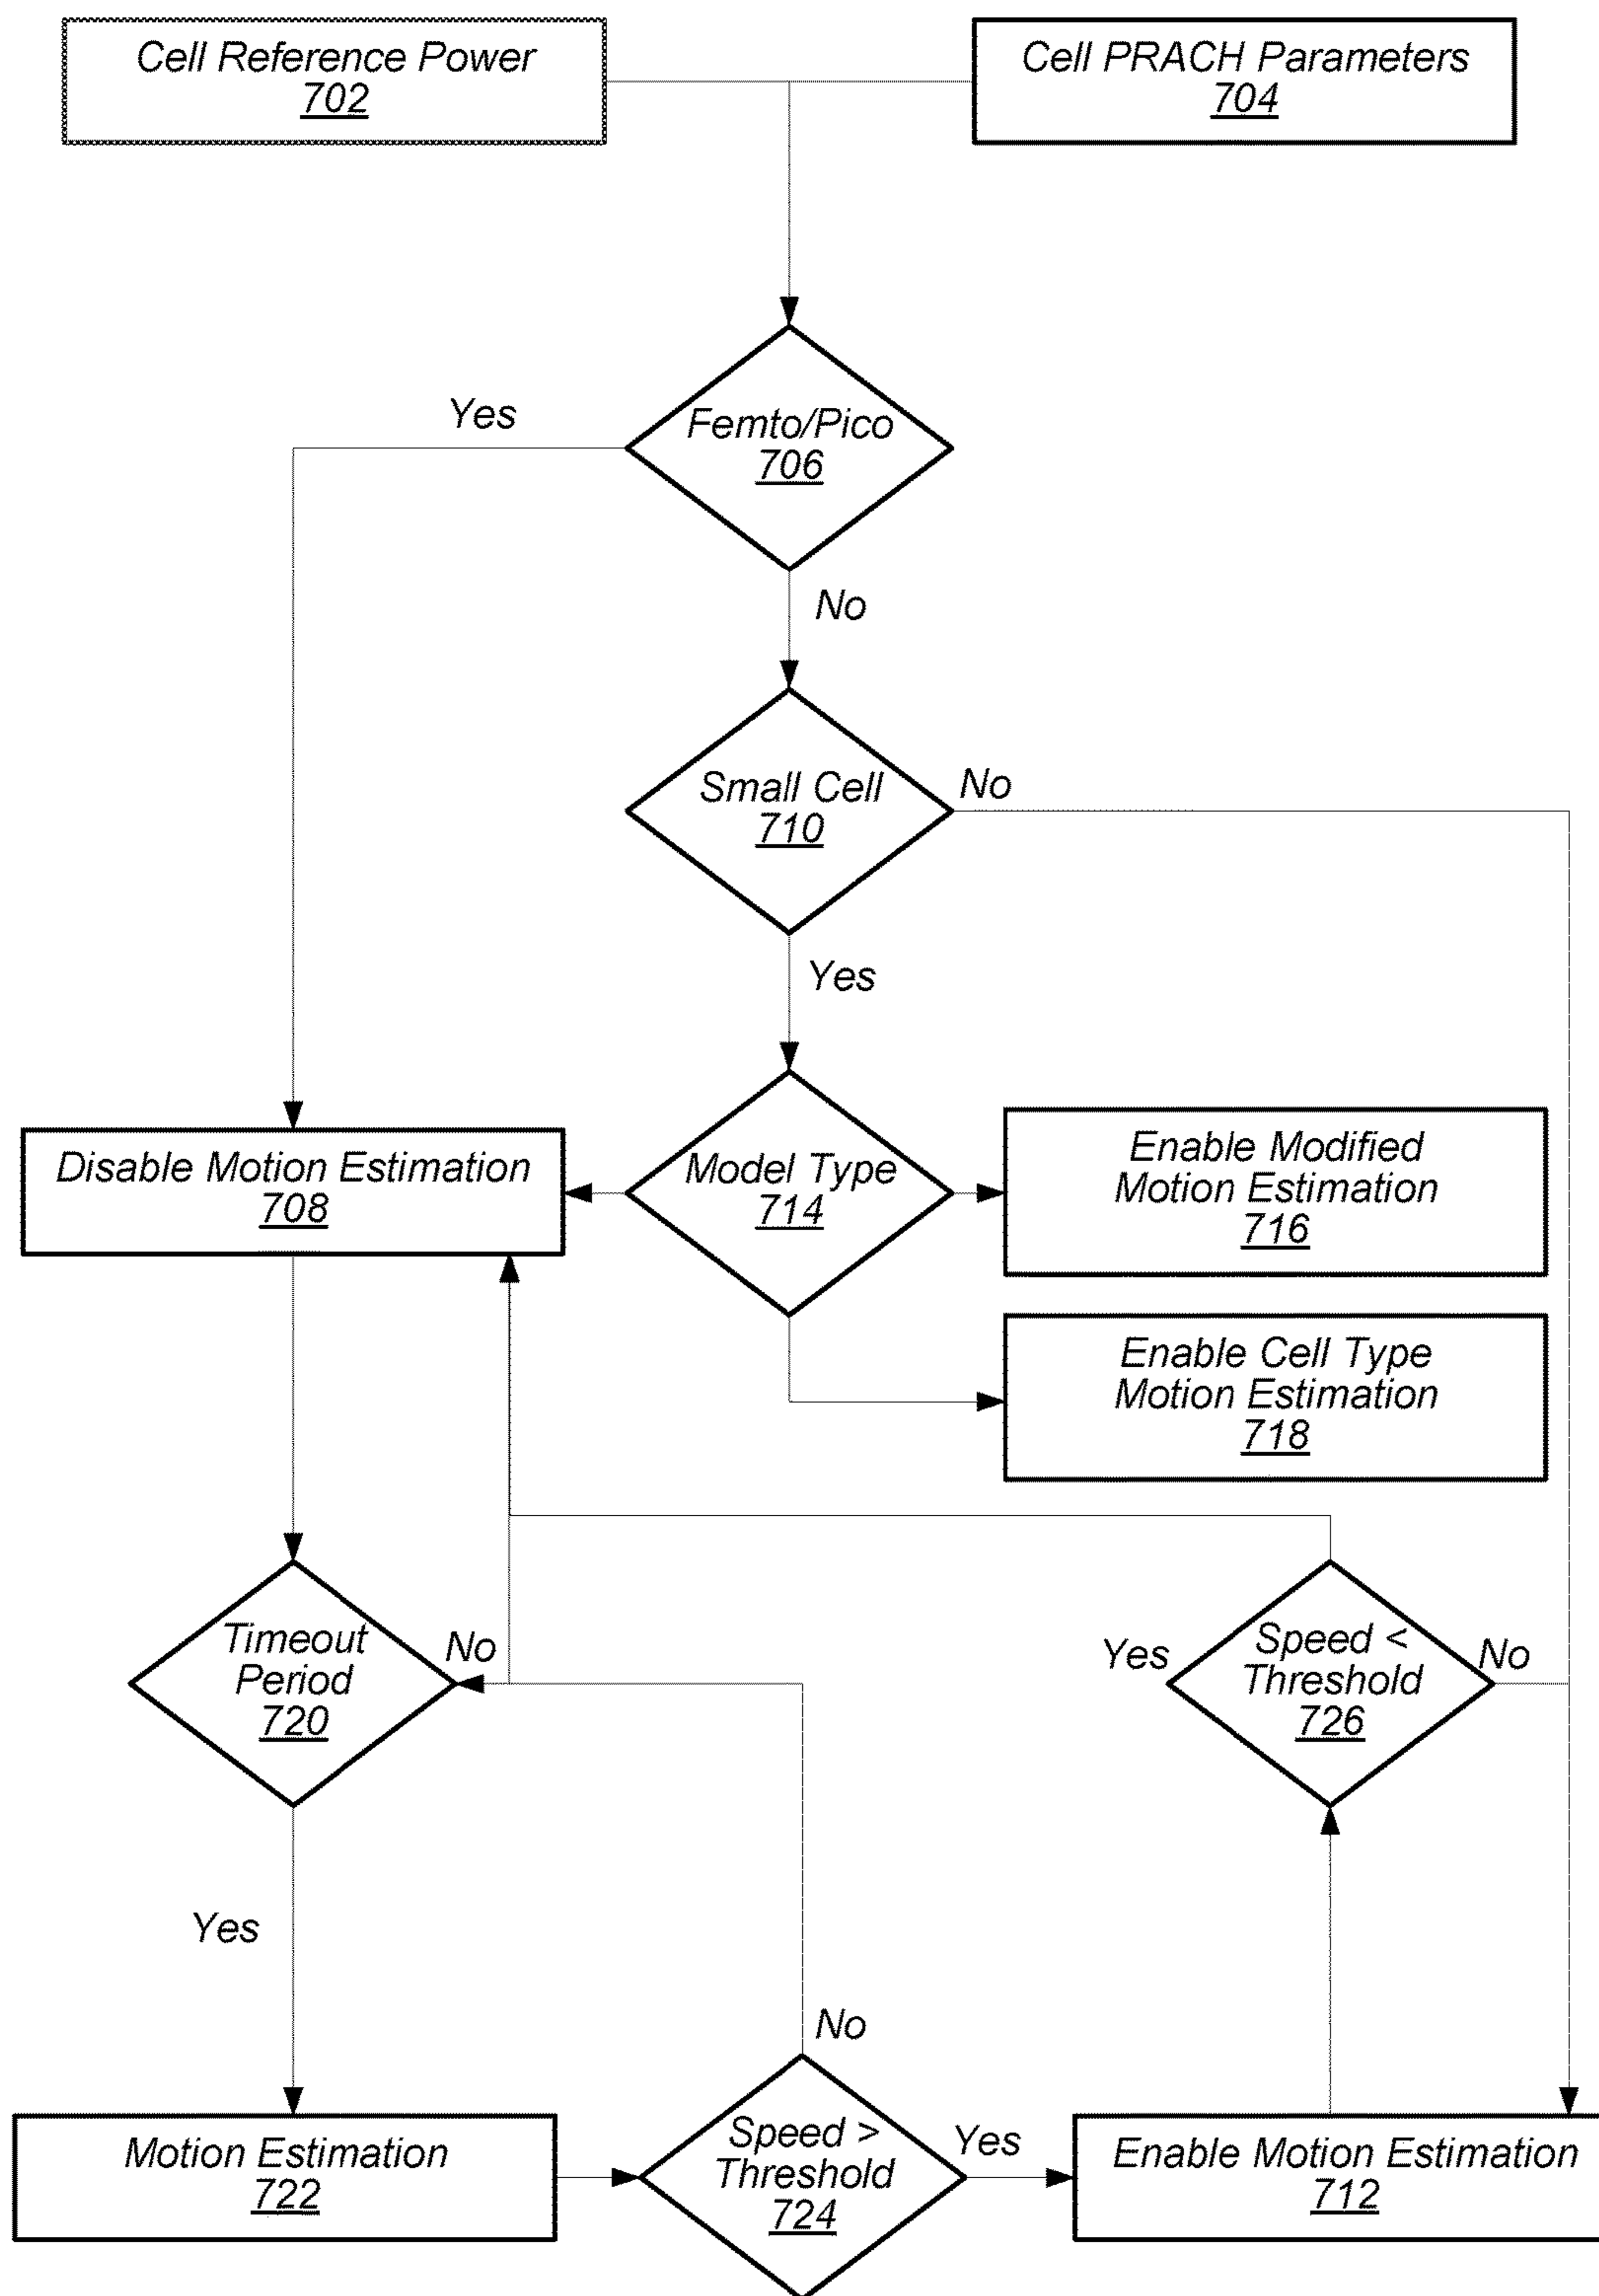 Cell Reference Power
702
Cell PRACH Parameters
704
Yes
Femto/Pico
706
No
Small Cell
710
No
Yes
Disable Motion Estimation
708
Model Type
714
Enable Modified
Motion Estimation
716
Enable Cell Type
Motion Estimation
718
Timeout
Period
720
No
Yes
Speed <
Threshold
726
No
Yes
No
Motion Estimation
722
Speed >
Threshold
724
Yes
Enable Motion Estimation
712